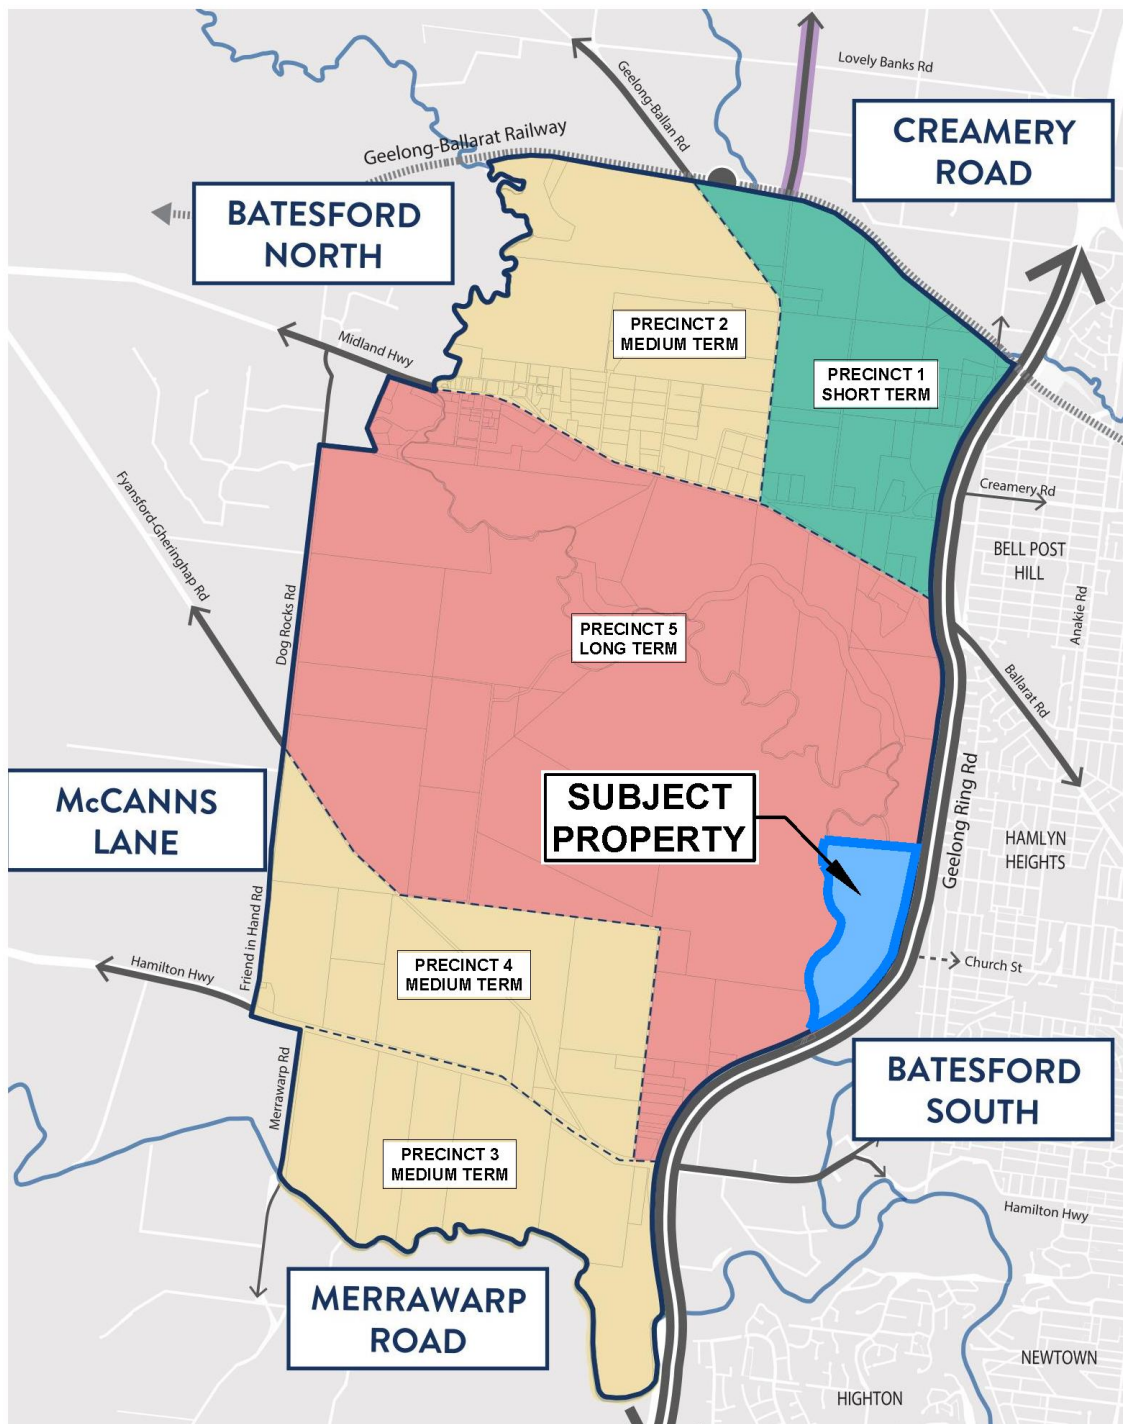 Lovely Banks Rd
Geelong-Ballan Rd
CREAMERY
ROAD
Geelong-Ballarat Railway
BATESFORD
NORTH
PRECINCT 2
MEDIUM TERM
Midland Hwy
PRECINCT 1
SHORT TERM
Fyansford-Gheringhap Rd
Creamery Rd
BELL POST
HILL
Anakie Rd
Dog Rocks Rd
PRECINCT 5
LONG TERM
Ballarat Rd
McCANNS
LANE
SUBJECT
PROPERTY
Geelong Ring Rd
HAMLYN
HEIGHTS
Friend in Hand Rd
Hamilton Hwy
PRECINCT 4
MEDIUM TERM
Church St
Merrawarp Rd
BATESFORD
SOUTH
PRECINCT 3
MEDIUM TERM
Hamilton Hwy
MERRAWARP
ROAD
NEWTOWN
HIGHTON